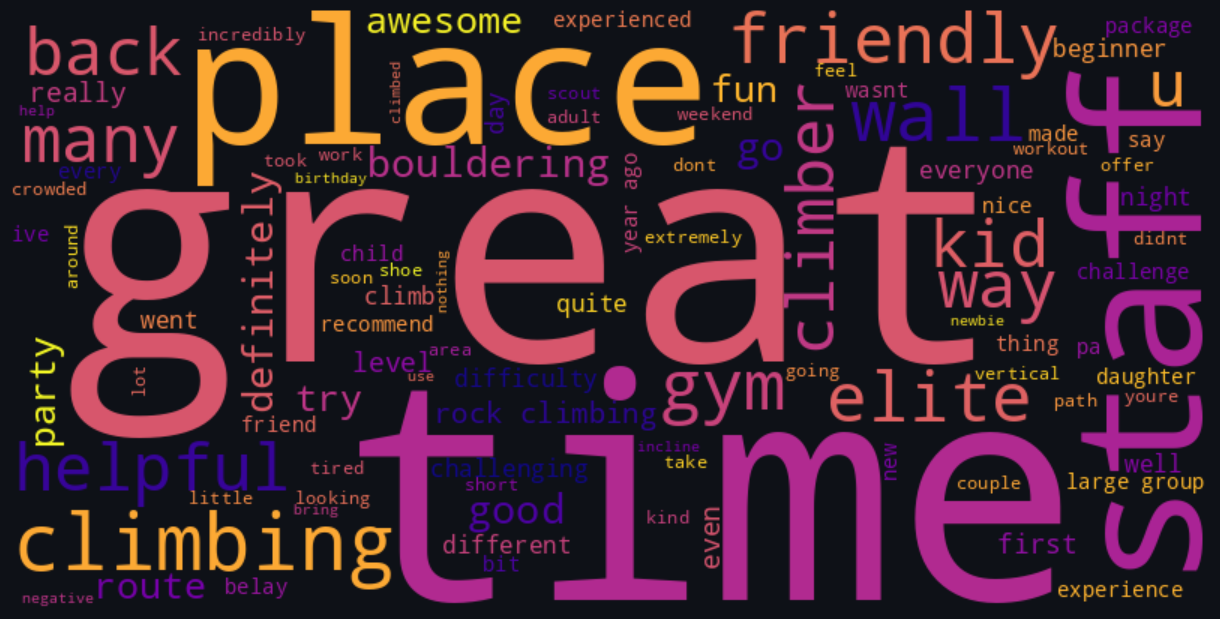 awesome
experienced
friendly
package
back
incredibly
place
beginner
really
climbed
feel
fun
u
help
day
scout
adult
weekend
wasnt
wall
staff
many
made
workout
say
every
took
work
bouldering
go
climber
birthday
dont
everyone
offer
crowded
great
year ago
night
ive
around
definitely
child
soon
shoe
nothing
extremely
nice
kid
didnt
climb
quite
way
challenge
went
recommend
newbie
party
lot
level
area
use
thing
pa
difficulty
gym
going
vertical
daughter
try
rock climbing
elite
path
youre
friend
time
helpful
tired
challenging
incline
take
new
well
little
looking
bring
short
couple
large group
climbing
good
kind
even
different
first
bit
route
belay
experience
negative